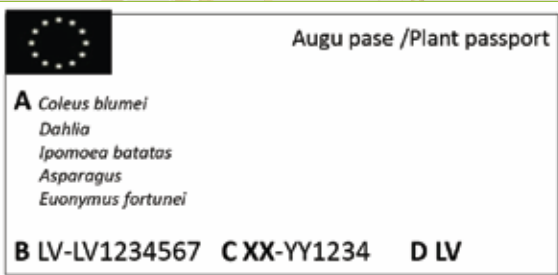 Augu pase /Plant passport
A Coleus blumei
Dahlia
Ipomoea batatas
Asparagus
Euonymus fortunei
B LV-LV1234567 C XX-YY1234 D LV